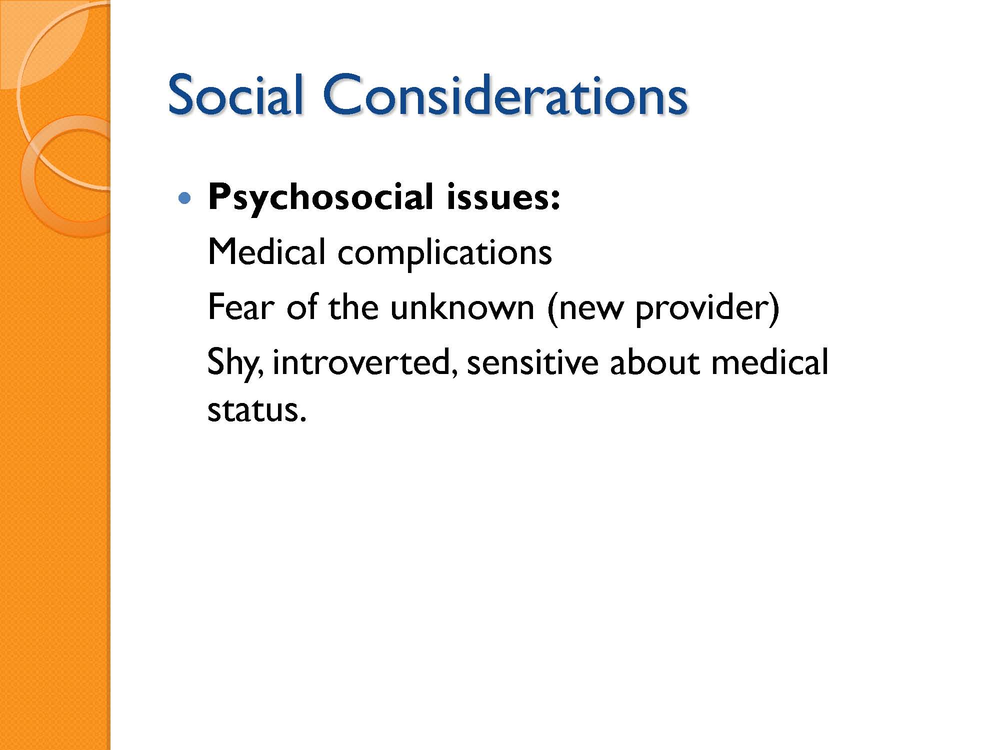 Social Considerations
• Psychosocial issues:
Medical complications
Fear of the unknown (new provider)
Shy, introverted, sensitive about medical
status.